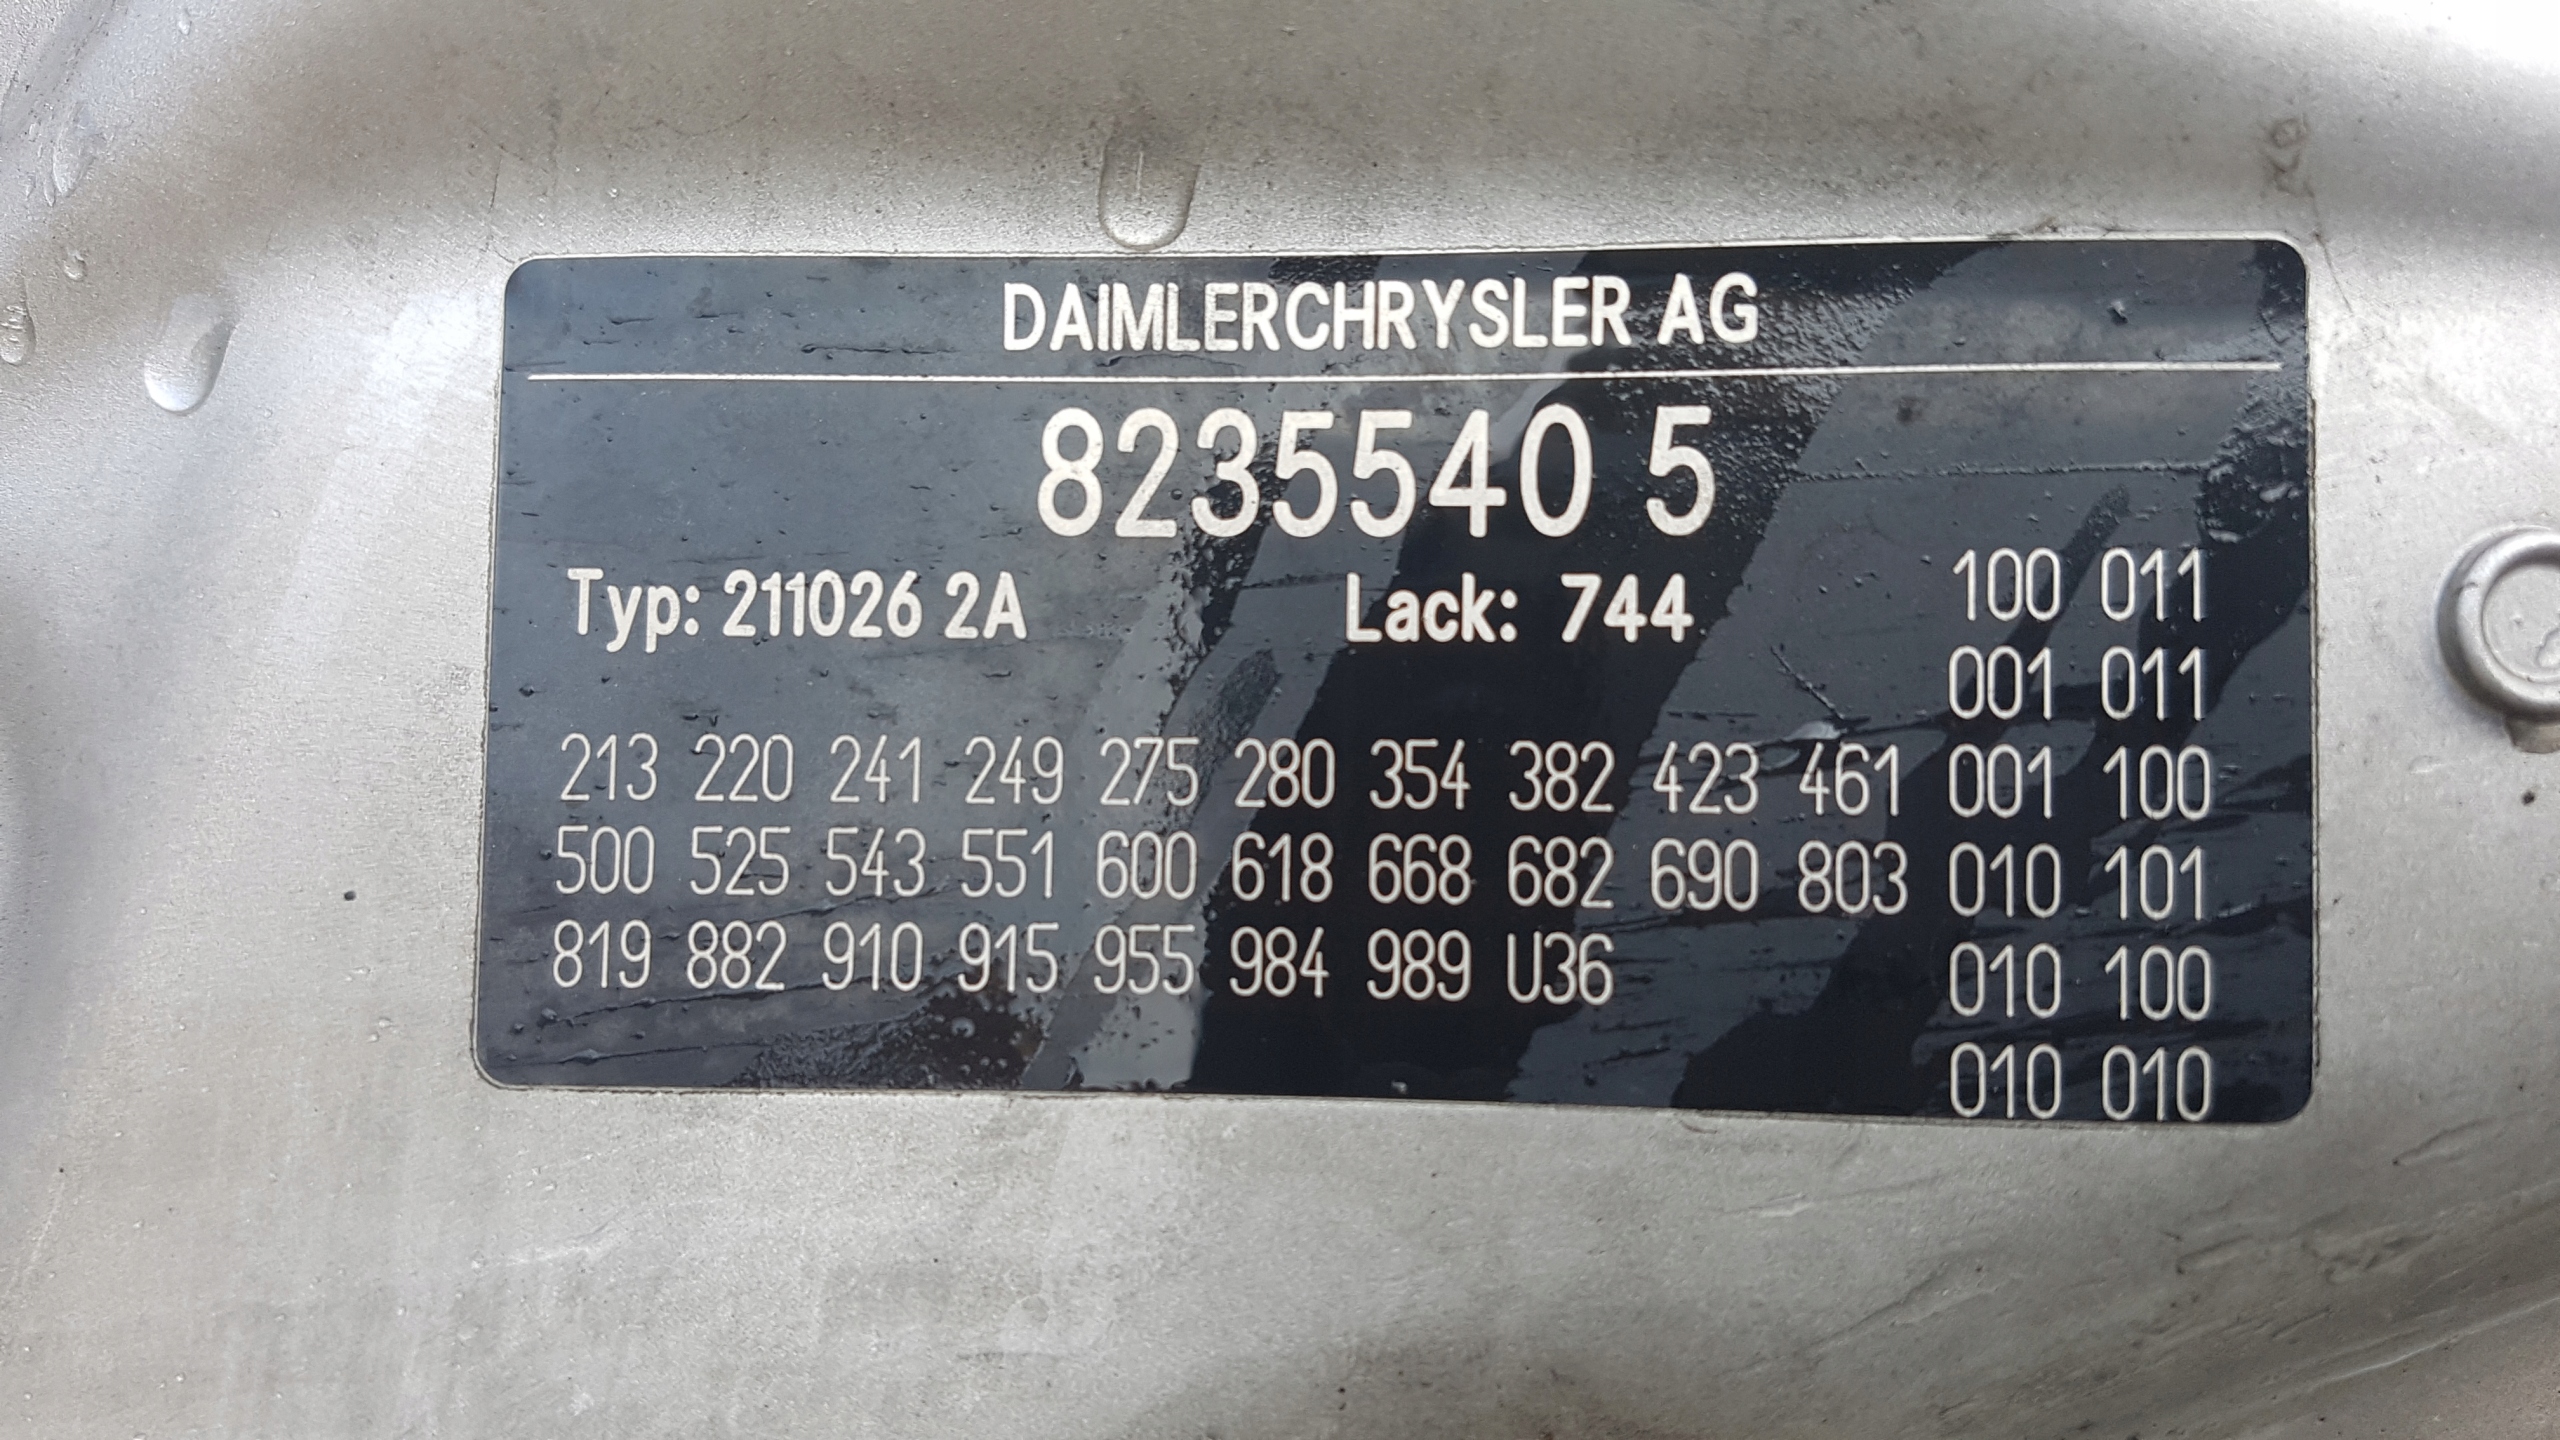 DAIMLERCHRYSLER AG
8235540 5
Typ: 211026 2A Lack: 744 100 011
001 011
213 220 241 249 275 280 354 382 423 461 001 100
500 525 543 551 600 618 668 682 690 803 010 101
819 882 910 915 955 984 989 U36 010 100
010 010